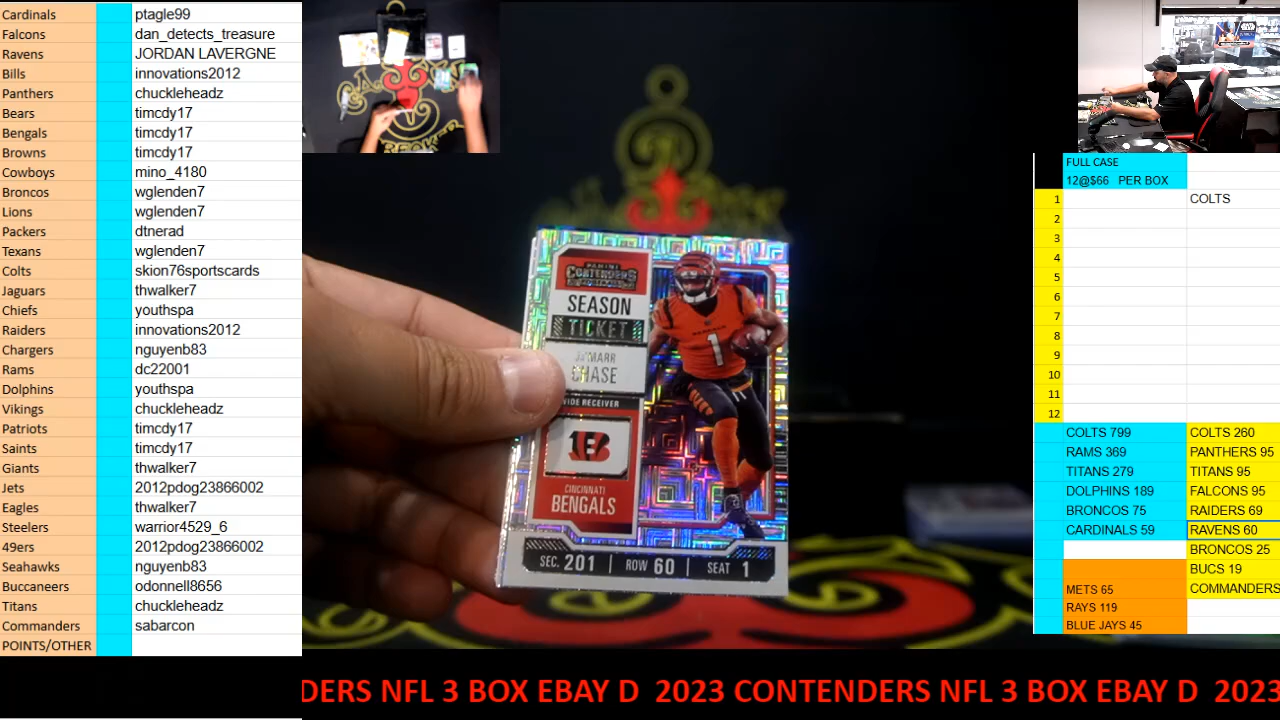 Cardinals ptagle99
Falcons dan_detects_treasure
Ravens JORDAN LAVERGNE
Bills innovations2012
Panthers chuckleheadz
Bears timcdy17
Bengals timcdy17
Browns timcdy17
Cowboys mino_4180
Broncos wglenden7
Lions wglenden7
Packers dtnerad
Texans wglenden7
Colts skion76sportscards
Jaguars thwalker7
Chiefs youthspa
Raiders innovations2012
Chargers nguyenb83
Rams dc22001
Dolphins youthspa
Vikings chuckleheadz
Patriots timcdy17
Saints timcdy17
Giants thwalker7
Jets 2012pdog23866002
Eagles thwalker7
Steelers warrior4529_6
49ers 2012pdog23866002
Seahawks nguyenb83
Buccaneers odonnell8656
Titans chuckleheadz
Commanders sabarcon
POINTS/OTHER
PANINI
CONTENDERS
SEASON
TICKET
JA'MARR
CHASE
WIDE RECEIVER
B
CINCINNATI
BENGALS
BENGALS
1
SEC. 201 | ROW 60 | SEAT 1
FULL CASE
12@$66 PER BOX
1 COLTS
2
3
4
5
6
7
8
9
10
11
12
COLTS 799 COLTS 260
RAMS 369 PANTHERS 95
TITANS 279 TITANS 95
DOLPHINS 189 FALCONS 95
BRONCOS 75 RAIDERS 69
CARDINALS 59 RAVENS 60
BRONCOS 25
BUCS 19
METS 65 COMMANDERS
RAYS 119
BLUE JAYS 45
DERS NFL 3 BOX EBAY D 2023 CONTENDERS NFL 3 BOX EBAY D 2023